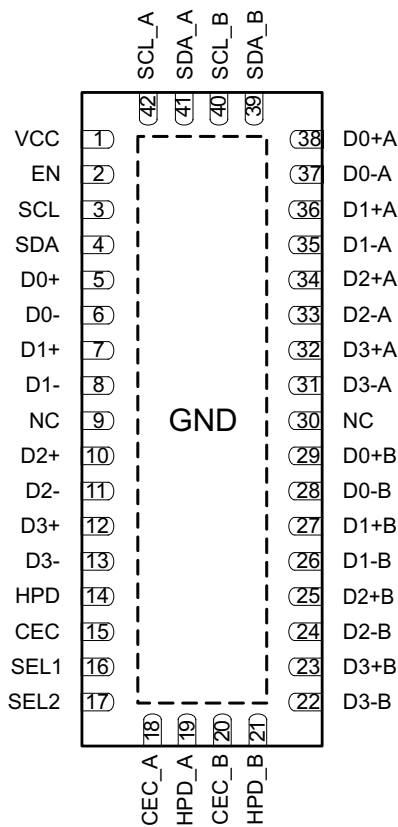 SCL_A SDA_A SCL_B SDA_B
42 41 40 39
VCC 1 38 D0+A
EN 2 37 D0-A
SCL 3 36 D1+A
SDA 4 35 D1-A
D0+ 5 34 D2+A
D0- 6 33 D2-A
D1+ 7 32 D3+A
D1- 8 31 D3-A
NC 9 GND 30 NC
D2+ 10 29 D0+B
D2- 11 28 D0-B
D3+ 12 27 D1+B
D3- 13 26 D1-B
HPD 14 25 D2+B
CEC 15 24 D2-B
SEL1 16 23 D3+B
SEL2 17 22 D3-B
18 19 20 21
CEC_A HPD_A CEC_B HPD_B